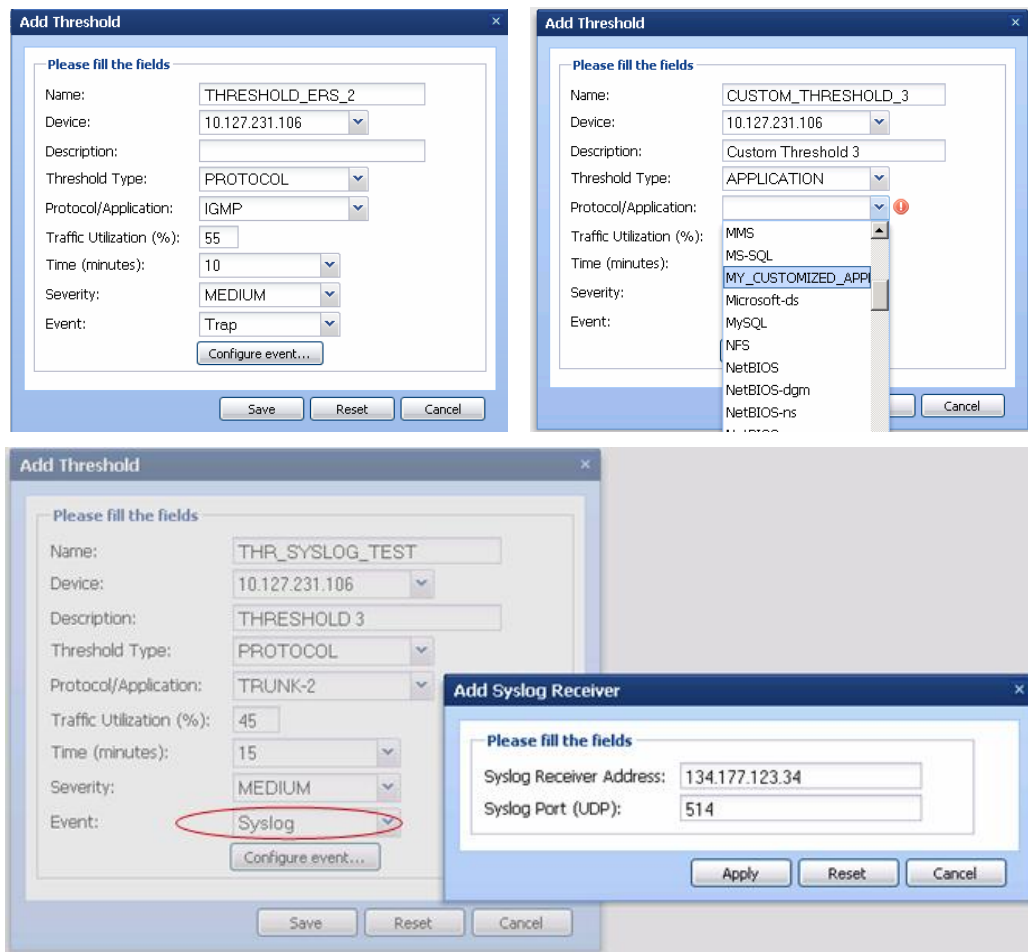 Add Threshold
Please fill the fields
Name: THRESHOLD_ERS_2
Device: 10.127.231.106
Description:
Threshold Type: PROTOCOL
Protocol/Application: IGMP
Traffic Utilization (%): 55
Time (minutes): 10
Severity: MEDIUM
Event: Trap
Configure event...
Save Reset Cancel
Add Threshold
Please fill the fields
Name: CUSTOM_THRESHOLD_3
Device: 10.127.231.106
Description: Custom Threshold 3
Threshold Type: APPLICATION
Protocol/Application:
Traffic Utilization (%):
Time (minutes):
Severity:
Event:
MMS
MS-SQL
MY_CUSTOMIZED_APPI
Microsoft-ds
MySQL
NFS
NetBIOS
NetBIOS-dgm
NetBIOS-ns
Cancel
Add Threshold
Please fill the fields
Name: THR_SYSLOG_TEST
Device: 10.127.231.106
Description: THRESHOLD 3
Threshold Type: PROTOCOL
Protocol/Application: TRUNK-2
Traffic Utilization (%): 45
Time (minutes): 15
Severity: MEDIUM
Event: Syslog
Configure event...
Save Reset Cancel
Add Syslog Receiver
Please fill the fields
Syslog Receiver Address: 134.177.123.34
Syslog Port (UDP): 514
Apply Reset Cancel